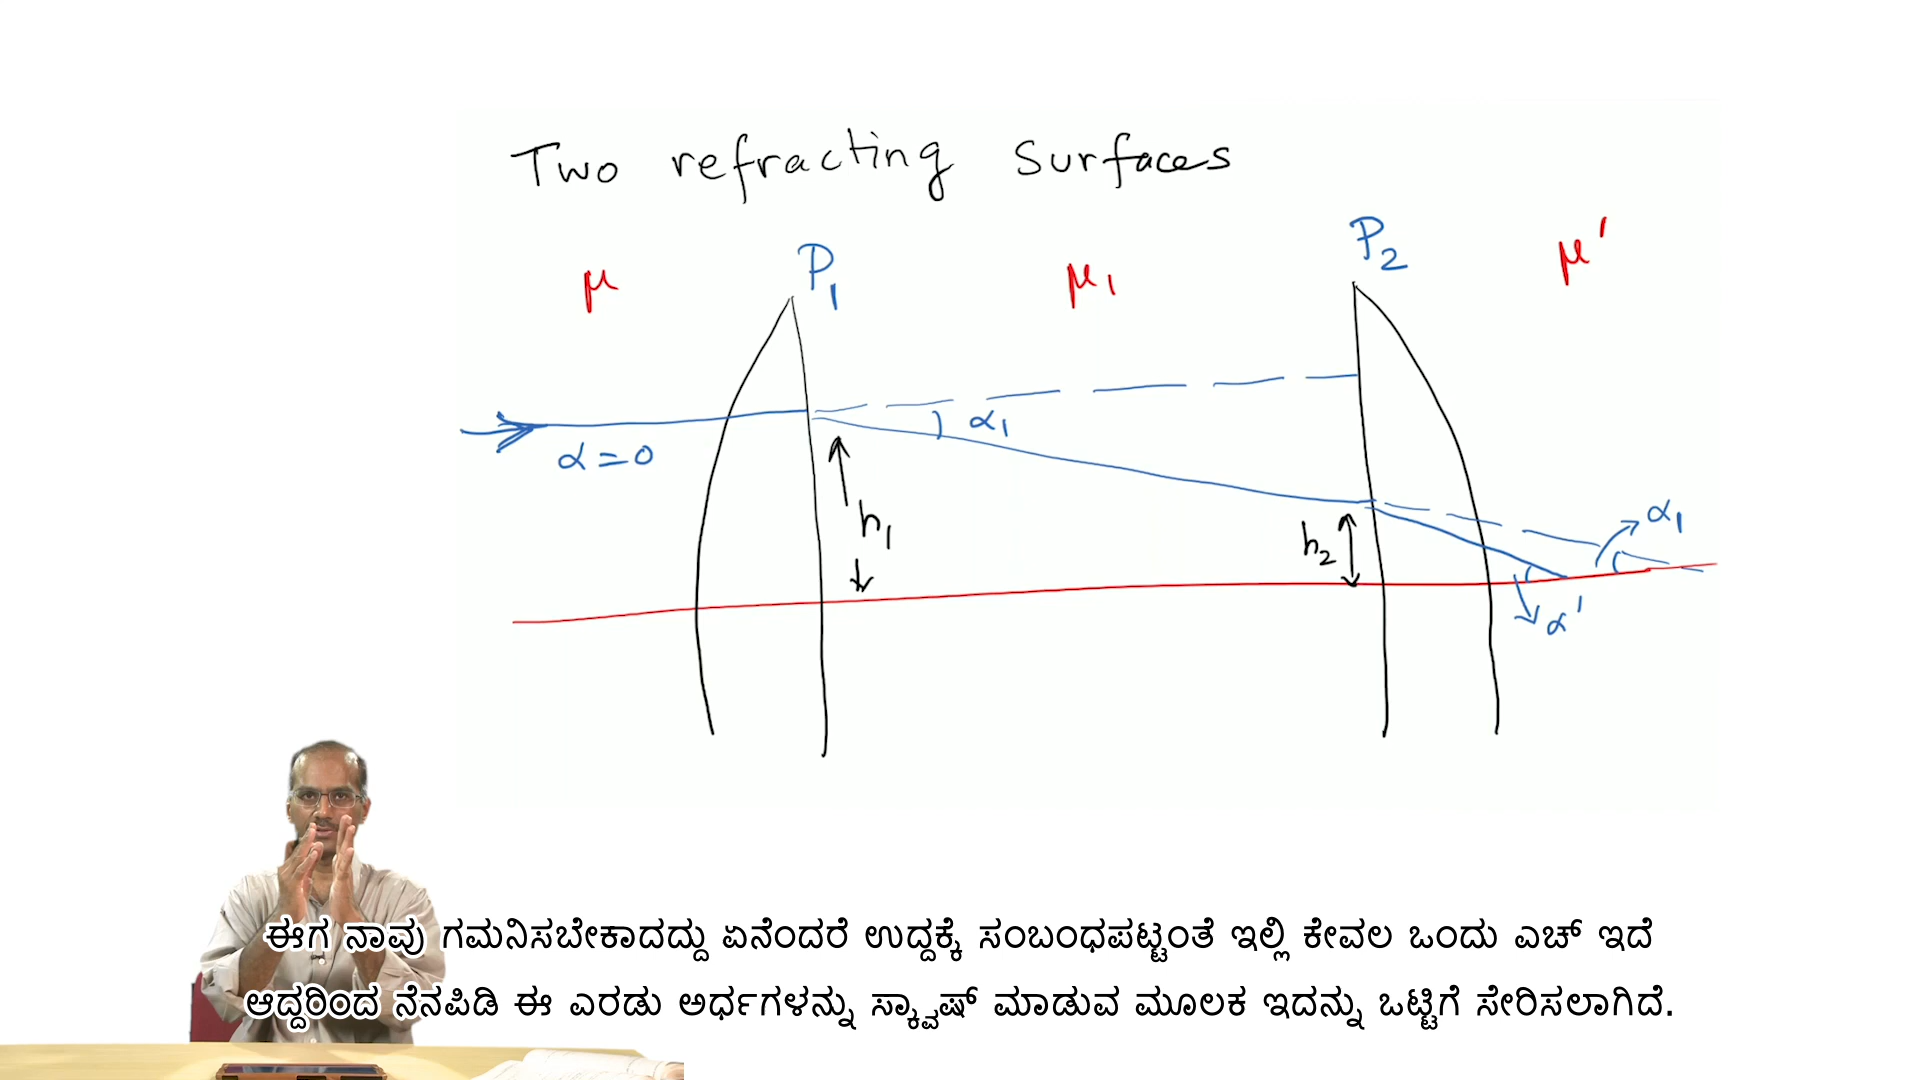 Two refracting surfaces
P₂
μ'
P₁
μ
μ₁
α₁
α=0
h₁
α₁
h₂
α'
ಈಗ ನಾವು ಗಮನಿಸಬೇಕಾದದ್ದು ಏನೆಂದರೆ ಉದ್ದಕ್ಕೆ ಸಂಬಂಧಪಟ್ಟಂತೆ ಇಲ್ಲಿ ಕೇವಲ ಒಂದು ಎಚ್ ಇದೆ
ಆದ್ದರಿಂದ ನೆನಪಿಡಿ ಈ ಎರಡು ಅರ್ಧಗಳನ್ನು ಸ್ಕ್ವಾಷ್ ಮಾಡುವ ಮೂಲಕ ಇದನ್ನು ಒಟ್ಟಿಗೆ ಸೇರಿಸಲಾಗಿದೆ.